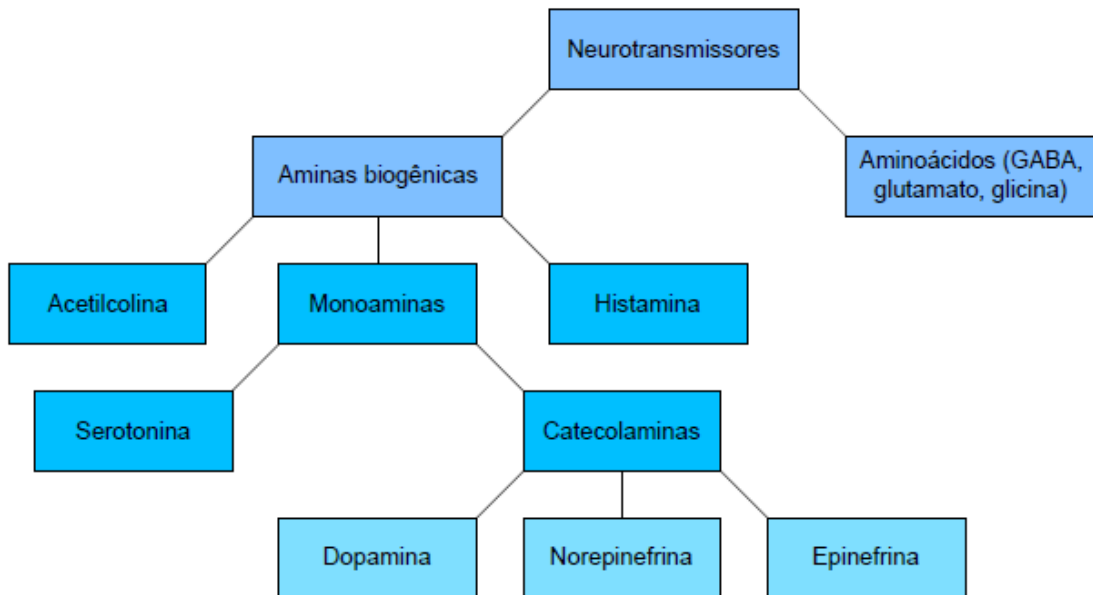 Neurotransmissores
Aminas biogênicas
Aminoácidos (GABA,
glutamato, glicina)
Acetilcolina
Monoaminas
Histamina
Serotonina
Catecolaminas
Dopamina
Norepinefrina
Epinefrina